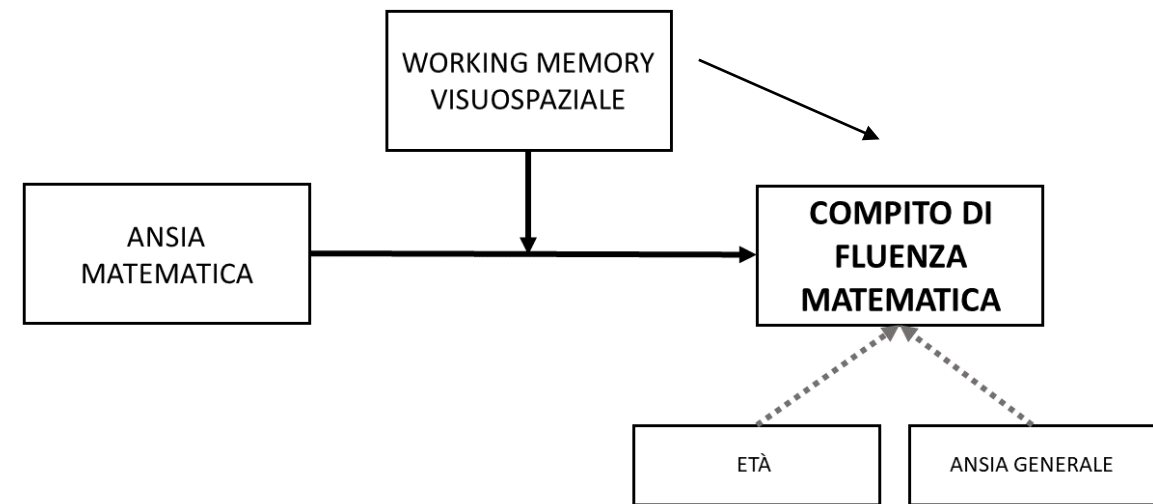 WORKING MEMORY
VISUOSPAZIALE
ANSIA
MATEMATICA
COMPITO DI
FLUENZA
MATEMATICA
ETÀ
ANSIA GENERALE